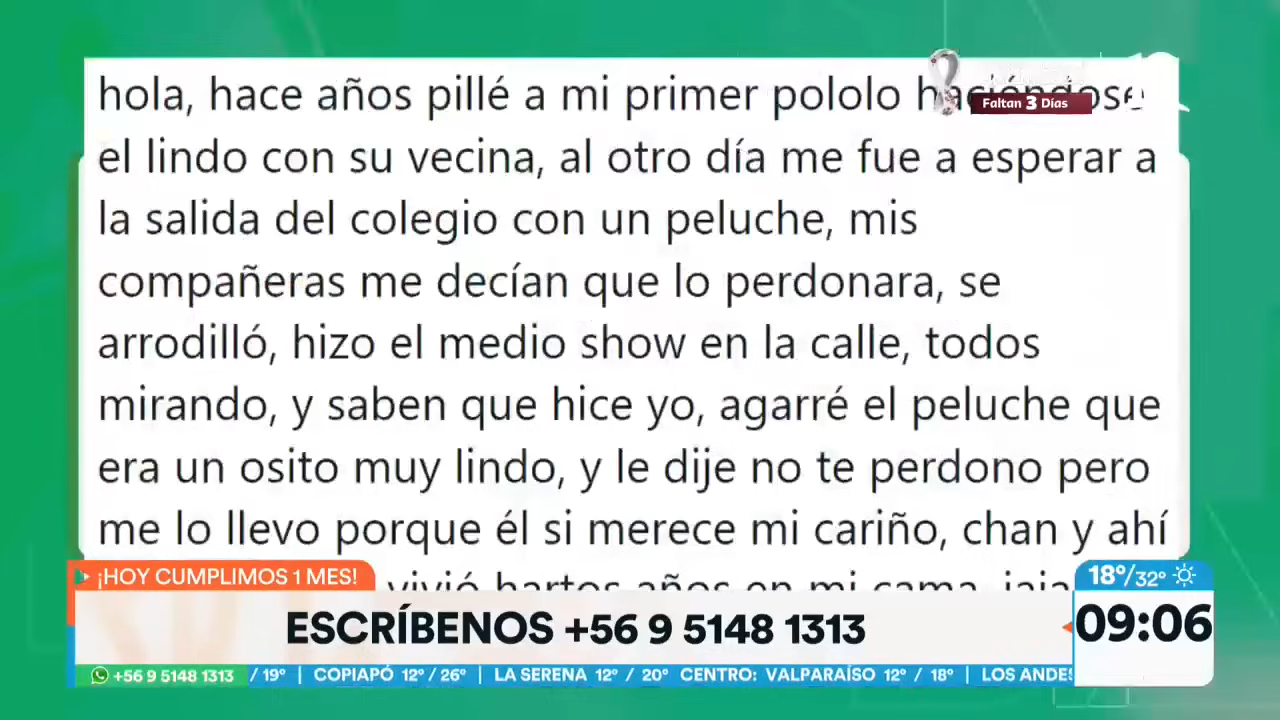 hola, hace años pillé a mi primer pololo haciéndose
Faltan 3 Días
el lindo con su vecina, al otro día me fue a esperar a
la salida del colegio con un peluche, mis
compañeras me decían que lo perdonara, se
arrodilló, hizo el medio show en la calle, todos
mirando, y saben que hice yo, agarré el peluche que
era un osito muy lindo, y le dije no te perdono pero
me lo llevo porque él si merece mi cariño, chan y ahí
vivió hartos años en mi cama, jaja
¡HOY CUMPLIMOS 1 MES!
18°/32°
ESCRÍBENOS +56 9 5148 1313
09:06
+56 9 5148 1313 / 19° | COPIAPÓ 12° / 26° | LA SERENA 12° / 20° CENTRO: VALPARAÍSO 12° / 18° | LOS ANDES